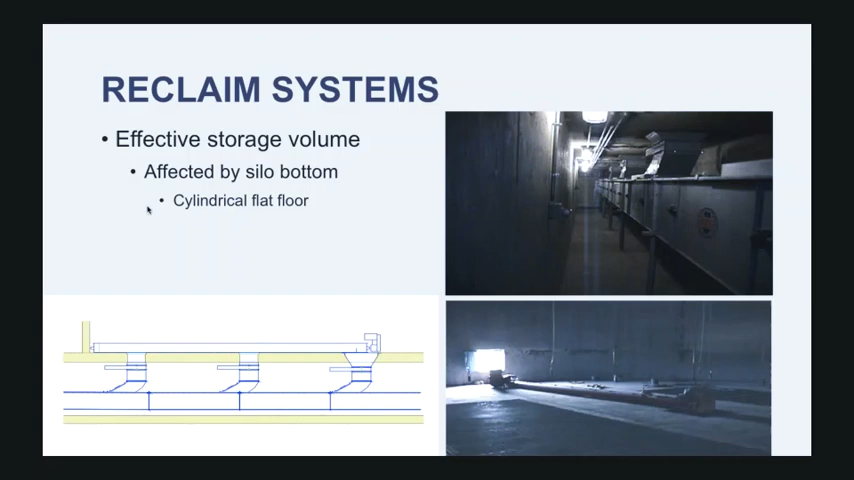 RECLAIM SYSTEMS
• Effective storage volume
• Affected by silo bottom
• Cylindrical flat floor